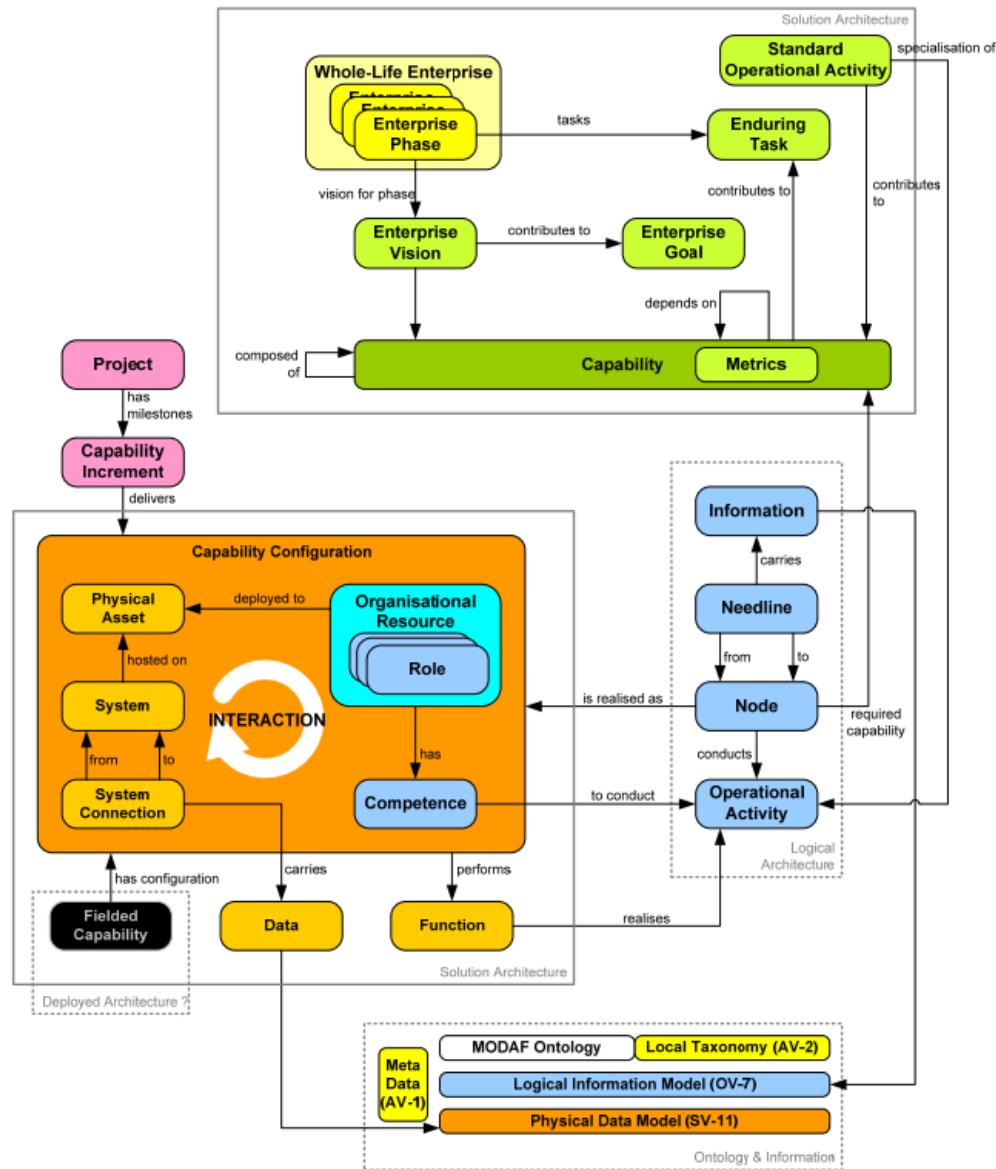 Solution Architecture
Whole-Life Enterprise
Enterprise
Enterprise
Enterprise
Phase
tasks
Enduring
Task
Standard
Operational Activity
specialisation of
vision for phase
contributes
to
contributes
to
Enterprise
Vision
contributes to
Enterprise
Goal
depends on
composed
of
Capability
Metrics
Project
has
milestones
Capability
Increment
delivers
Capability Configuration
Physical
Asset
deployed to
Organisational
Resource
Role
hosted on
System
INTERACTION
from
to
has
System
Connection
Competence
to conduct
is realised as
Information
carries
Needline
from
to
Node
required
capability
conducts
Operational
Activity
Logical
Architecture
has configuration
carries
performs
Fielded
Capability
Data
Function
realises
Solution Architecture
Deployed Architecture ?
Meta
Data
(AV-1)
MODAF Ontology
Local Taxonomy (AV-2)
Logical Information Model (OV-7)
Physical Data Model (SV-11)
Ontology & Information